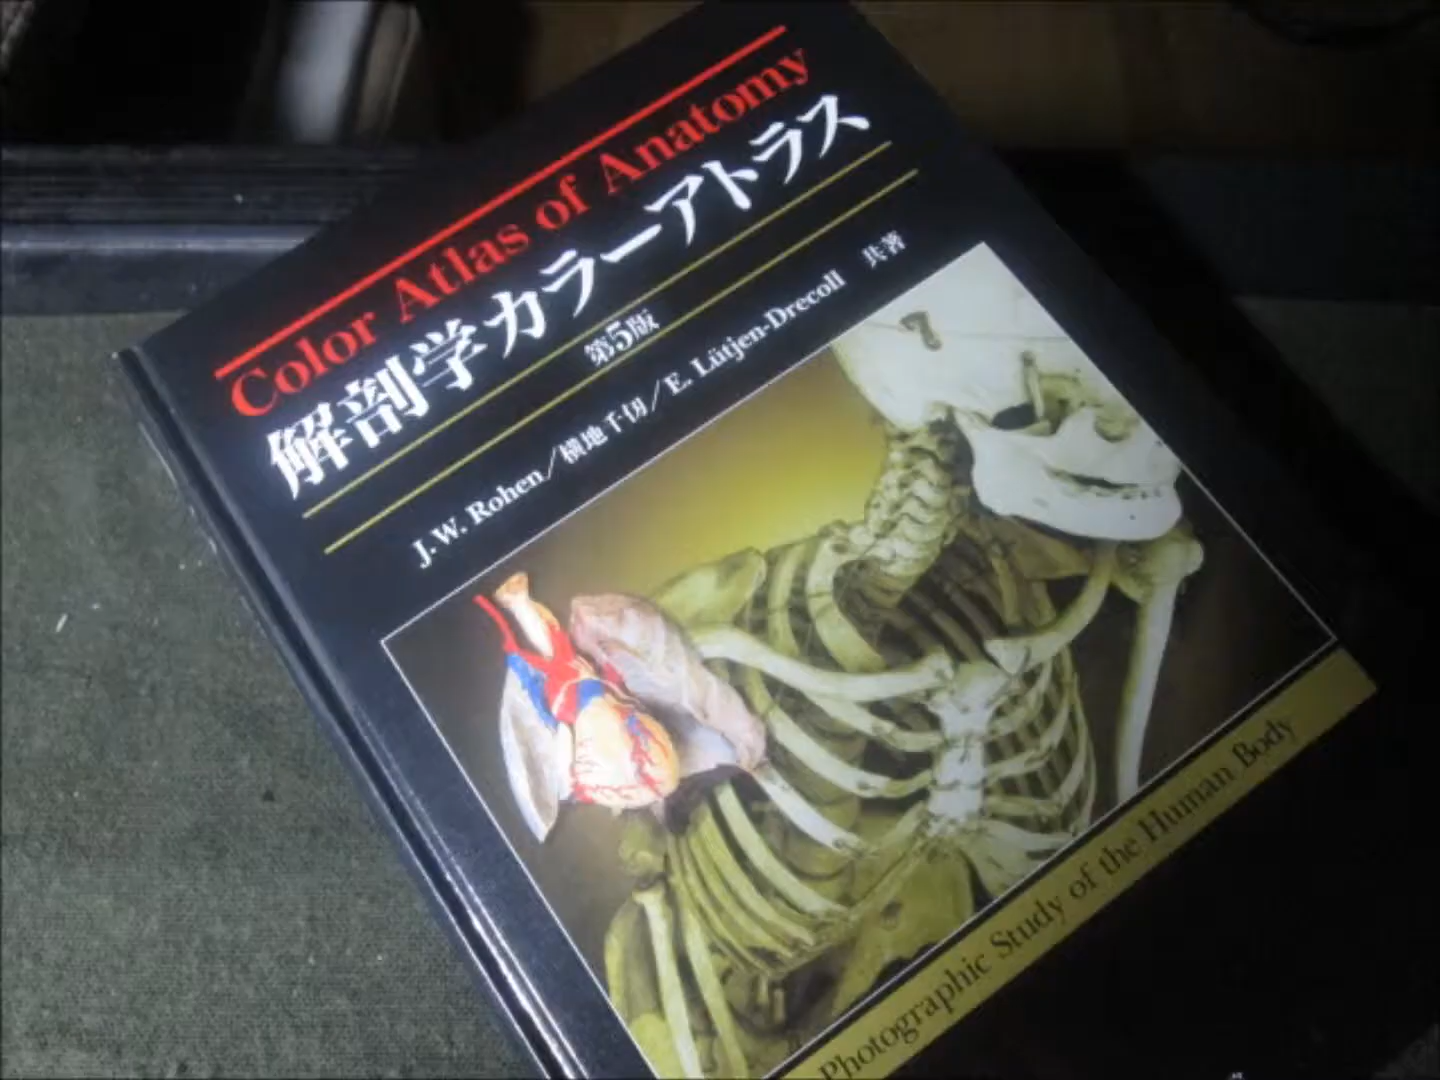 Color Atlas of Anatomy
解剖学カラーアトラス
第5版
J.W. Rohen／横地千仭／E. Lütjen-Drecoll 共著
Photographic Study of the Human Body